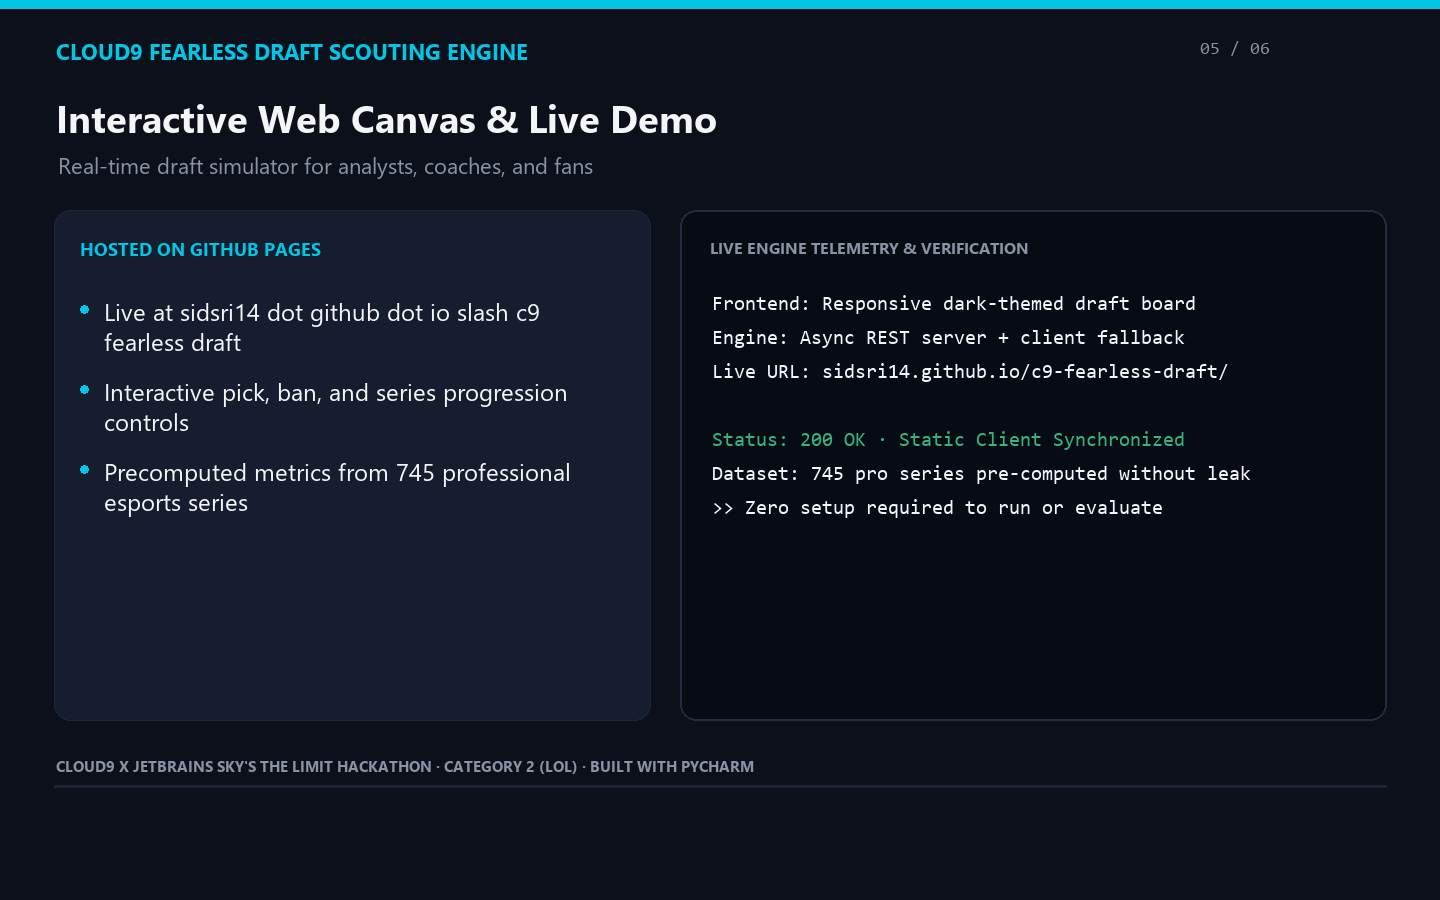 CLOUD9 FEARLESS DRAFT SCOUTING ENGINE
05 / 06
Interactive Web Canvas & Live Demo
Real-time draft simulator for analysts, coaches, and fans
HOSTED ON GITHUB PAGES
Live at sidsri14 dot github dot io slash c9
fearless draft
Interactive pick, ban, and series progression
controls
Precomputed metrics from 745 professional
esports series
LIVE ENGINE TELEMETRY & VERIFICATION
Frontend: Responsive dark-themed draft board
Engine: Async REST server + client fallback
Live URL: sidsri14.github.io/c9-fearless-draft/
Status: 200 OK · Static Client Synchronized
Dataset: 745 pro series pre-computed without leak
>> Zero setup required to run or evaluate
CLOUD9 X JETBRAINS SKY'S THE LIMIT HACKATHON · CATEGORY 2 (LOL) · BUILT WITH PYCHARM